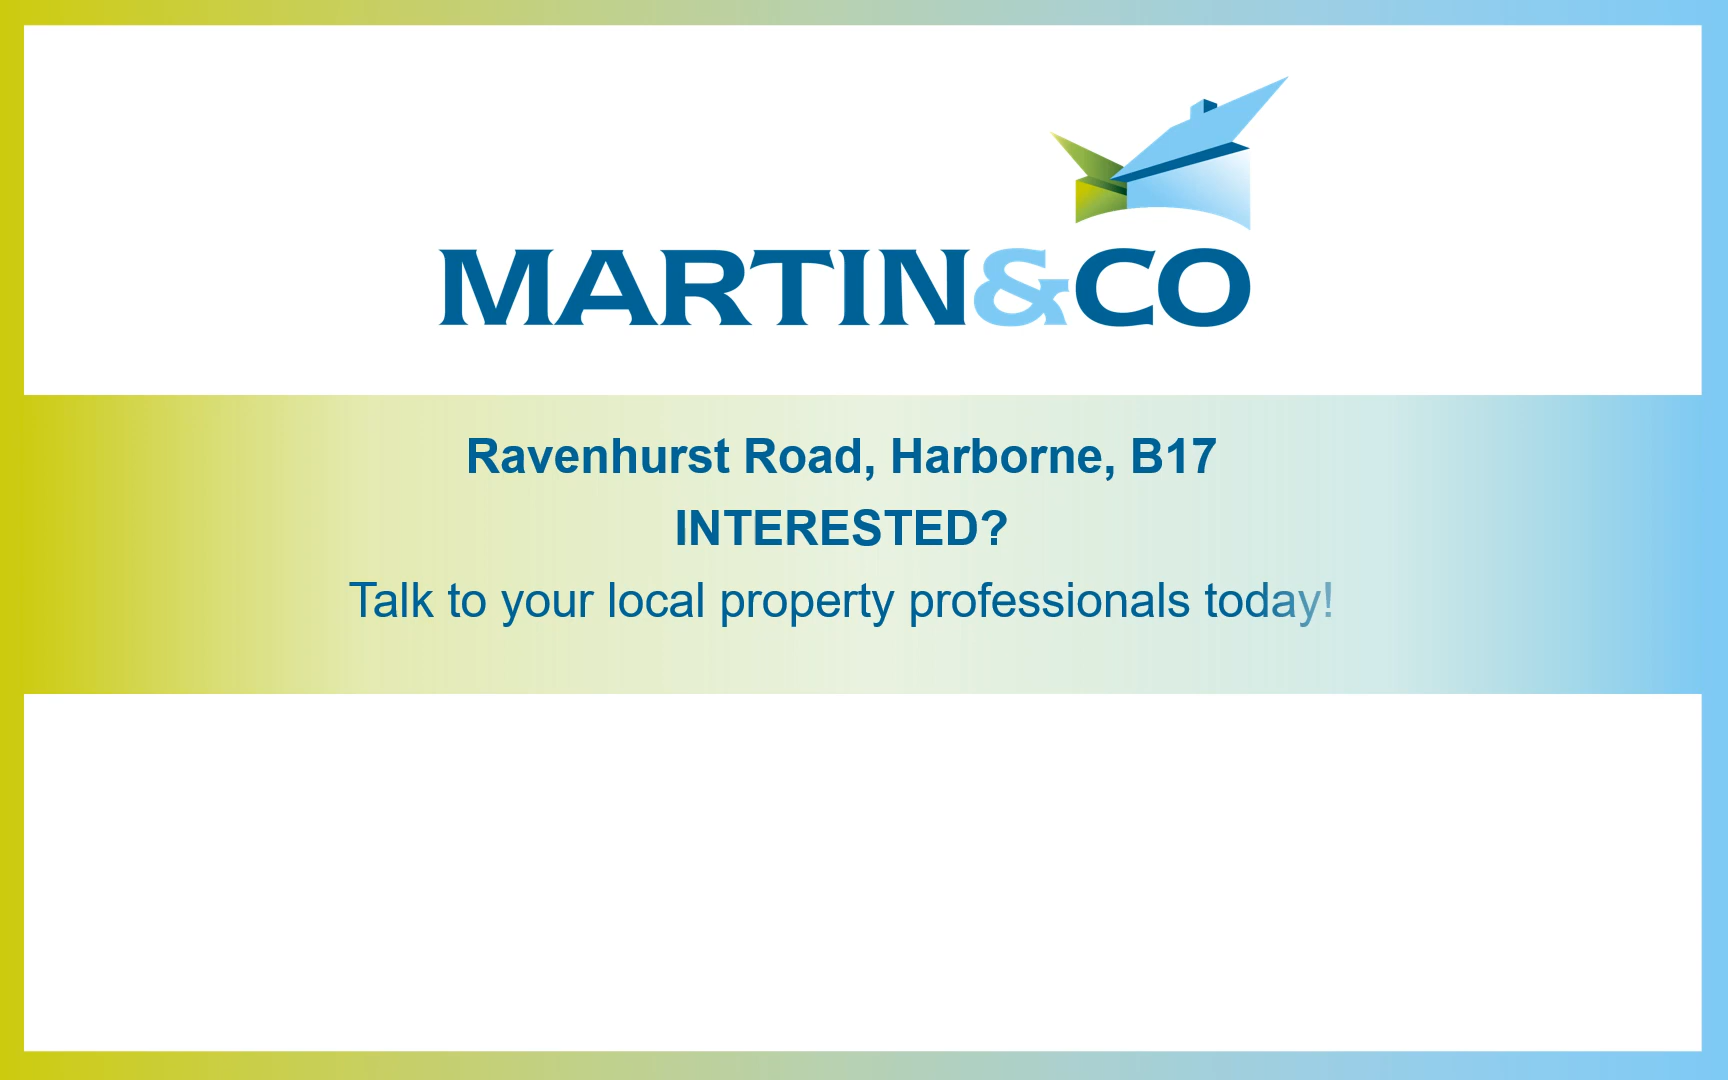 MARTIN&CO
Ravenhurst Road, Harborne, B17
INTERESTED?
Talk to your local property professionals today!